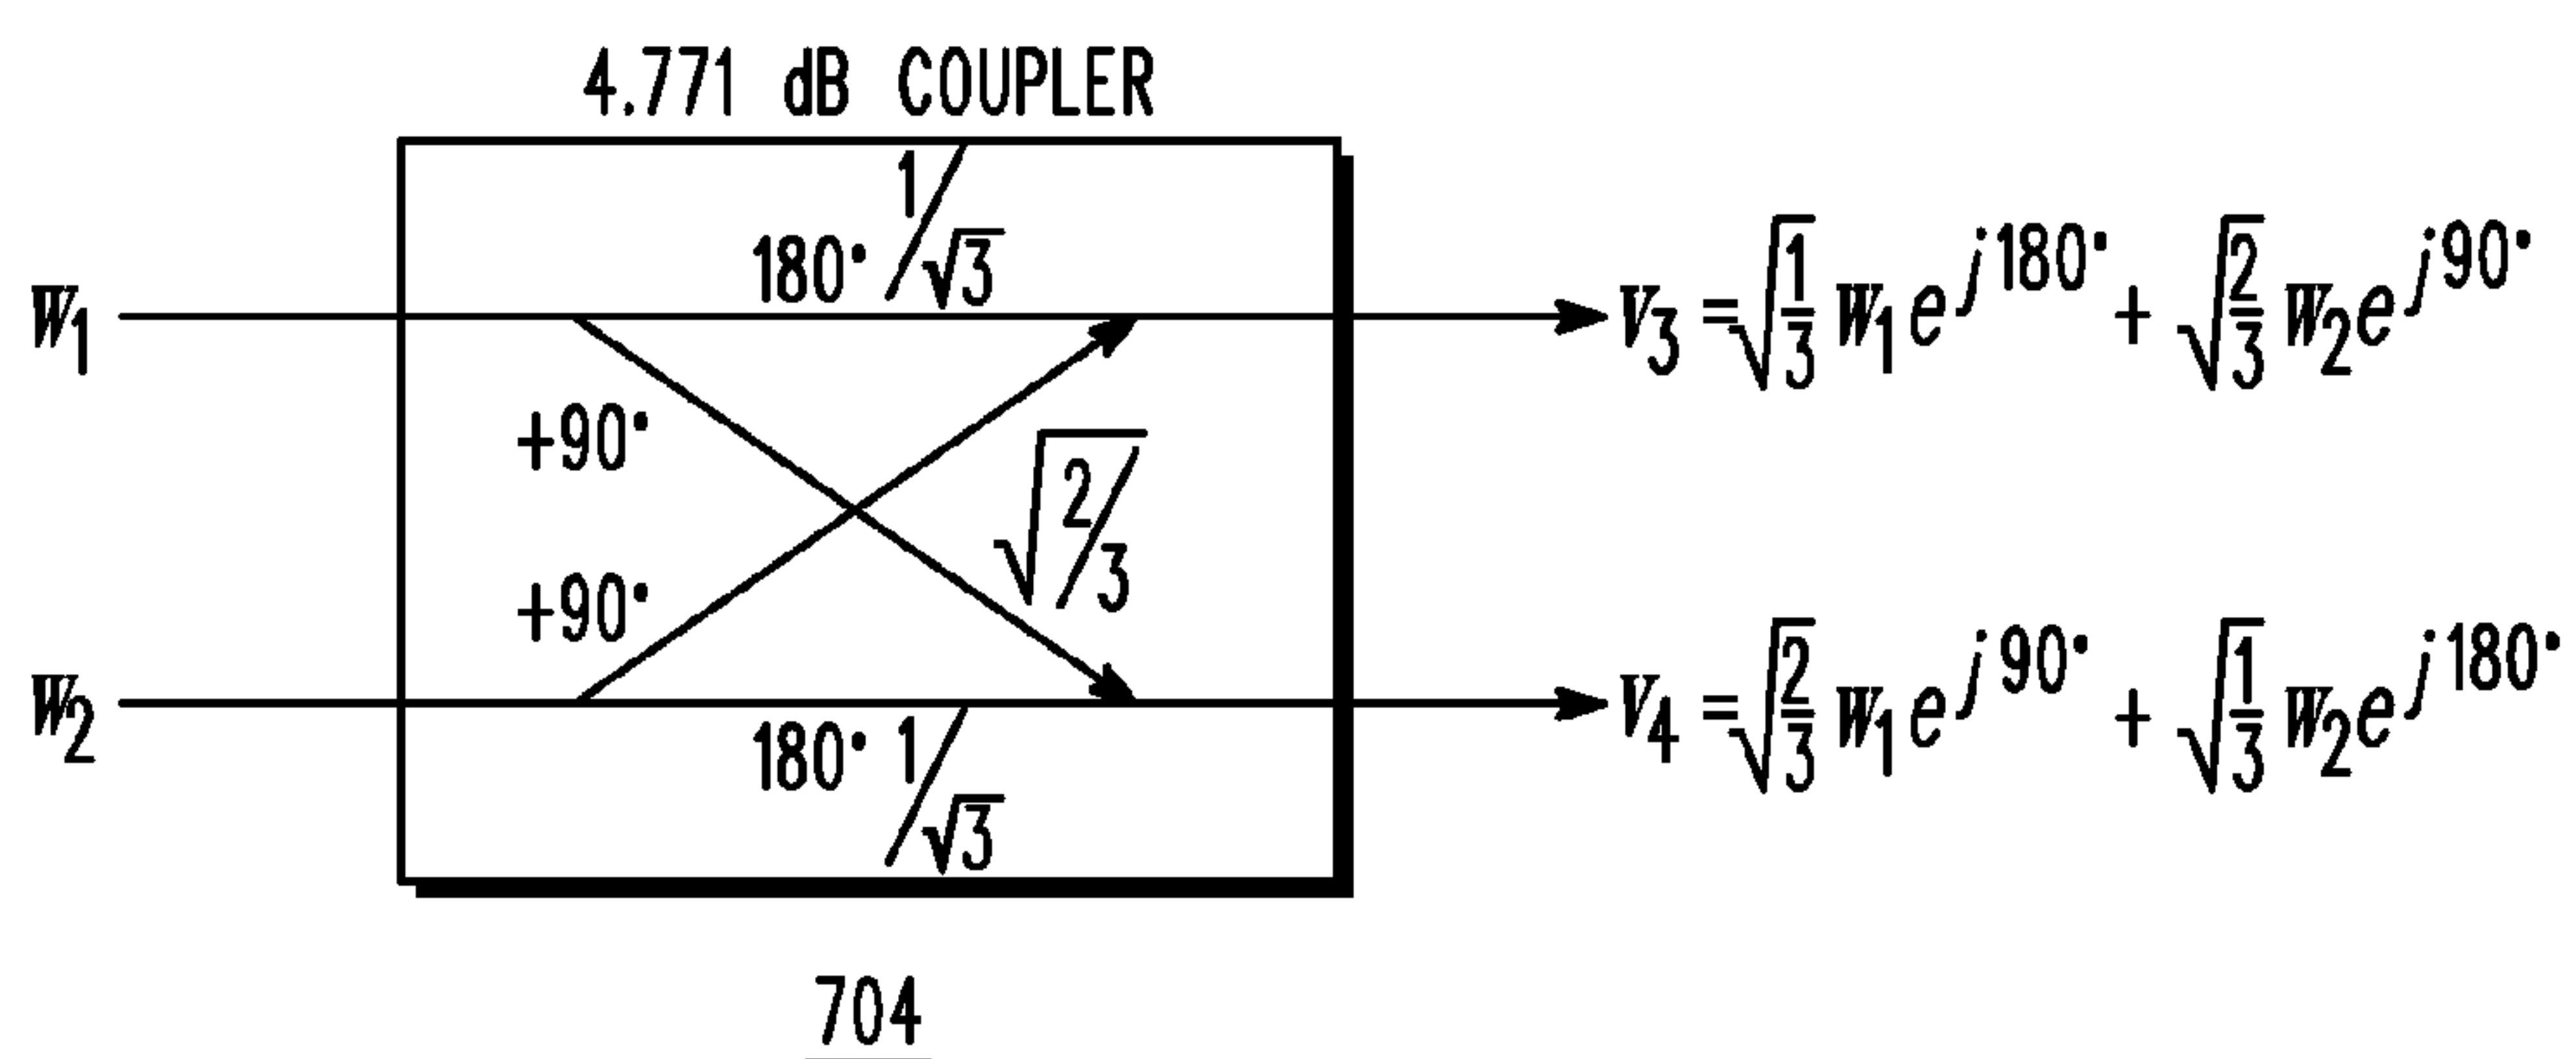 4.771 dB COUPLER
180° 1/√3
W₁
v₃ = √(1/3) w₁ e^{j180°} + √(2/3) w₂ e^{j90°}
+90°
√(2/3)
+90°
W₂
v₄ = √(2/3) w₁ e^{j90°} + √(1/3) w₂ e^{j180°}
180° 1/√3
704